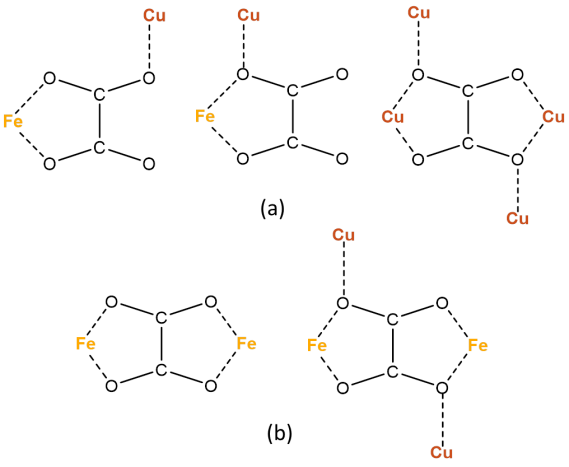 Cu Cu Cu
O O O O O O
C C C
Fe Fe Cu Cu
C C C
O O O O O O
Cu
(a)
Cu
O O O O
C C
Fe Fe Fe Fe
C C
O O O O
Cu
(b)